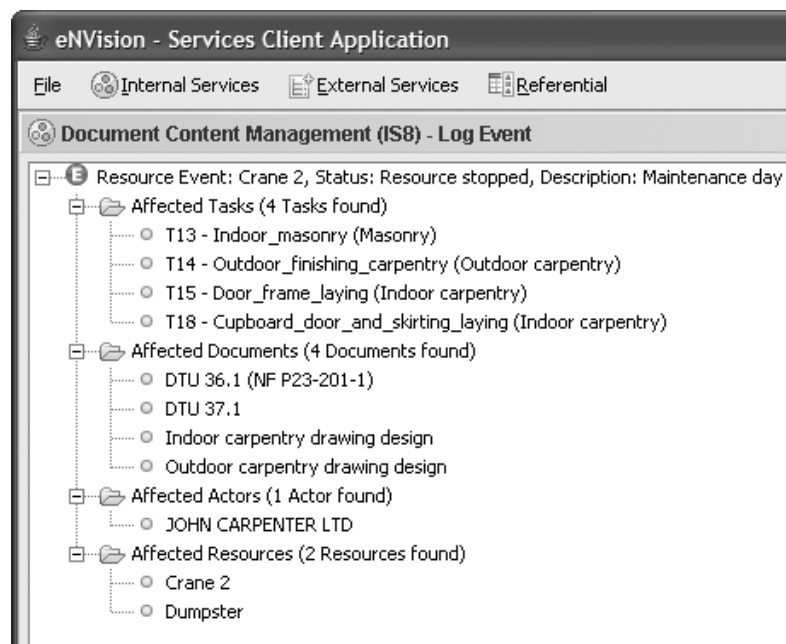 eNVision - Services Client Application
File Internal Services External Services Referential
Document Content Management (IS8) - Log Event
Resource Event: Crane 2, Status: Resource stopped, Description: Maintenance day
Affected Tasks (4 Tasks found)
T13 - Indoor_masonry (Masonry)
T14 - Outdoor_finishing_carpentry (Outdoor carpentry)
T15 - Door_frame_laying (Indoor carpentry)
T18 - Cupboard_door_and_skirting_laying (Indoor carpentry)
Affected Documents (4 Documents found)
DTU 36.1 (NF P23-201-1)
DTU 37.1
Indoor carpentry drawing design
Outdoor carpentry drawing design
Affected Actors (1 Actor found)
JOHN CARPENTER LTD
Affected Resources (2 Resources found)
Crane 2
Dumpster